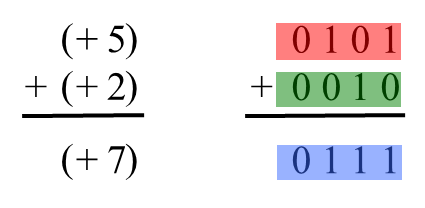 (+ 5) 0 1 0 1
+ (+ 2) + 0 0 1 0
(+ 7) 0 1 1 1